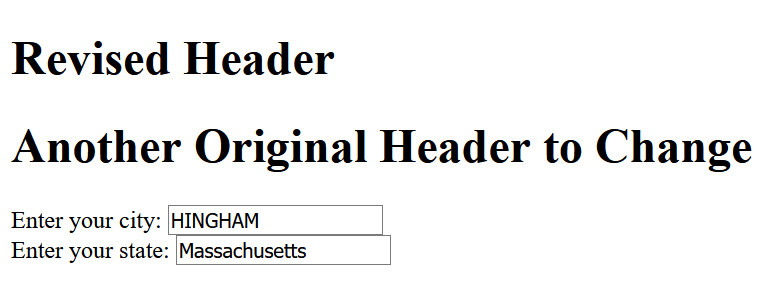 Revised Header
Another Original Header to Change
Enter your city: HINGHAM
Enter your state: Massachusetts